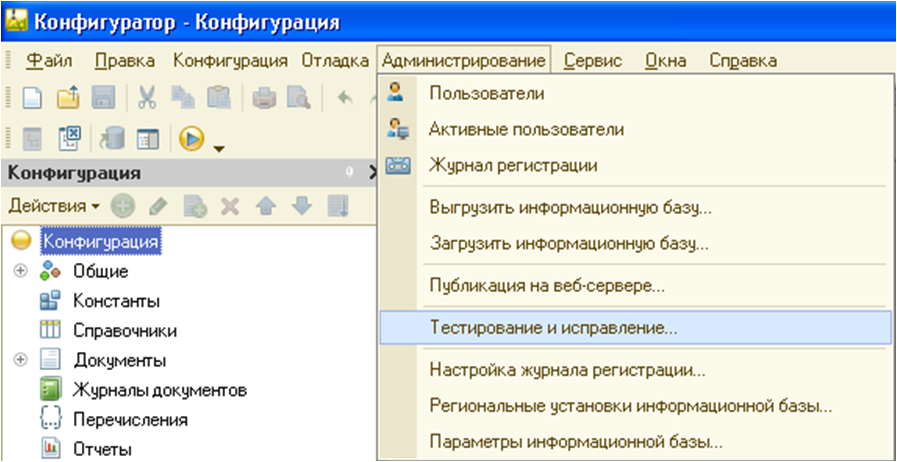 Конфигуратор - Конфигурация
Файл Правка Конфигурация Отладка Администрирование Сервис Окна Справка
Пользователи
Активные пользователи
Журнал регистрации
Выгрузить информационную базу...
Загрузить информационную базу...
Публикация на веб-сервере...
Тестирование и исправление...
Настройка журнала регистрации...
Региональные установки информационной базы...
Параметры информационной базы...
Конфигурация
Действия
Конфигурация
Общие
Константы
Справочники
Документы
Журналы документов
Перечисления
Отчеты